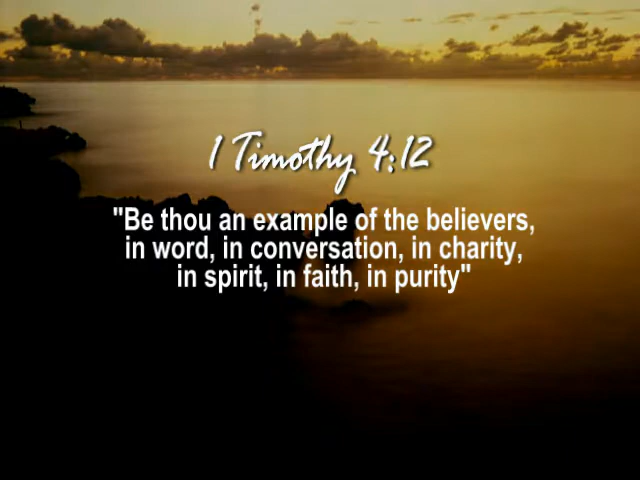 1 Timothy 4:12
"Be thou an example of the believers,
in word, in conversation, in charity,
in spirit, in faith, in purity"